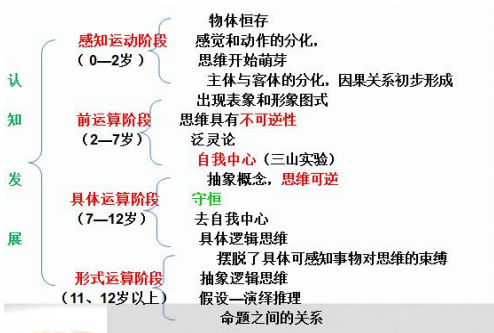 认知发展
感知运动阶段
（0—2岁）
物体恒存
感觉和动作的分化，
思维开始萌芽
主体与客体的分化，因果关系初步形成
前运算阶段
（2—7岁）
出现表象和形象图式
思维具有不可逆性
泛灵论
自我中心（三山实验）
具体运算阶段
（7—12岁）
抽象概念，思维可逆
守恒
去自我中心
具体逻辑思维
形式运算阶段
（11、12岁以上）
摆脱了具体可感知事物对思维的束缚
抽象逻辑思维
假设—演绎推理
命题之间的关系